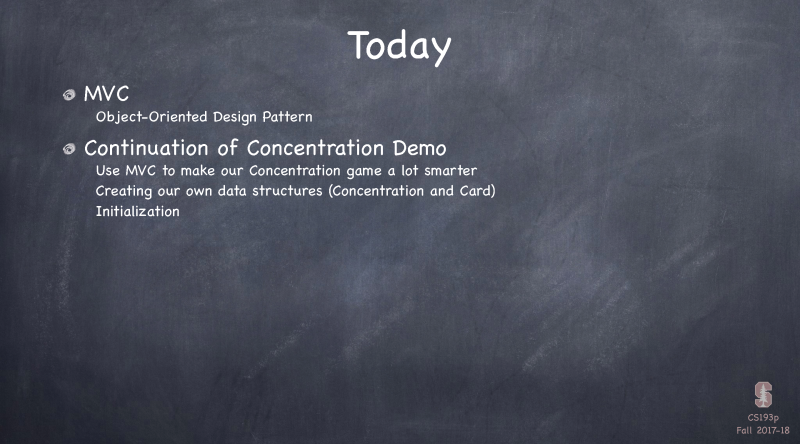 Today
MVC
Object-Oriented Design Pattern
Continuation of Concentration Demo
Use MVC to make our Concentration game a lot smarter
Creating our own data structures (Concentration and Card)
Initialization
CS193p
Fall 2017-18